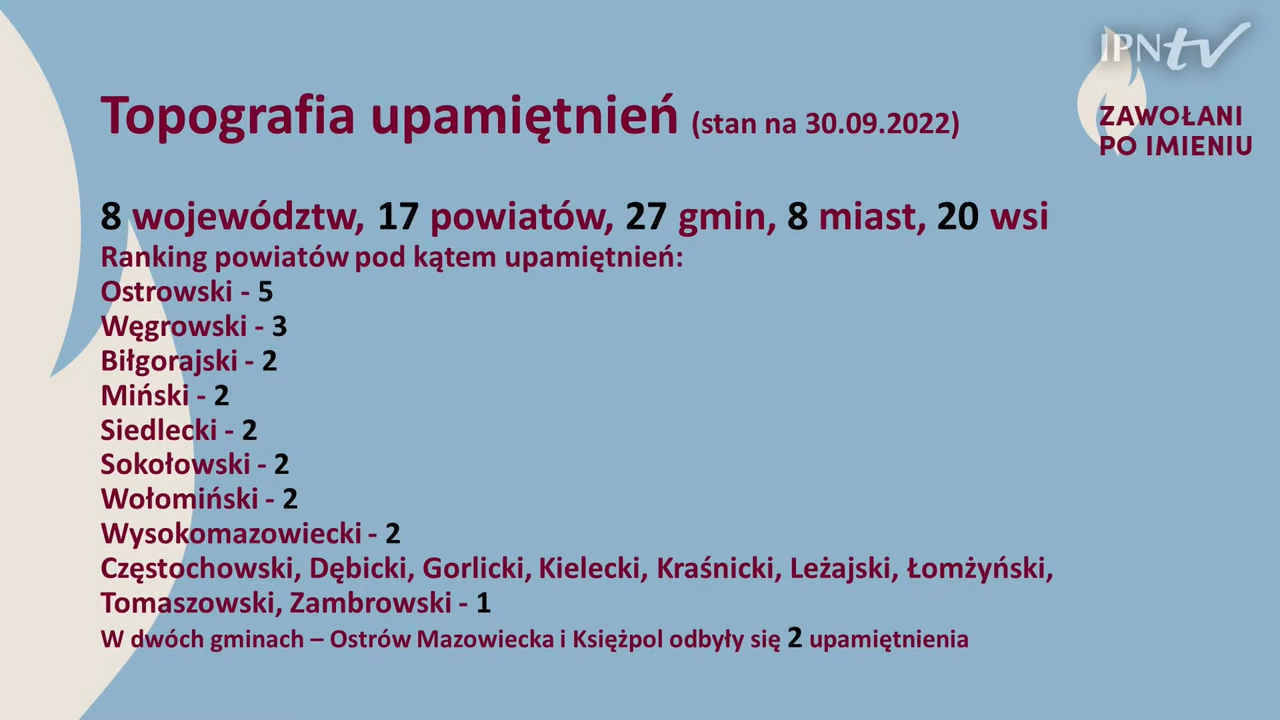 IPNtv
ZAWOŁANI
PO IMIENIU
Topografia upamiętnień (stan na 30.09.2022)
8 województw, 17 powiatów, 27 gmin, 8 miast, 20 wsi
Ranking powiatów pod kątem upamiętnień:
Ostrowski - 5
Węgrowski - 3
Biłgorajski - 2
Miński - 2
Siedlecki - 2
Sokołowski - 2
Wołomiński - 2
Wysokomazowiecki - 2
Częstochowski, Dębicki, Gorlicki, Kielecki, Kraśnicki, Leżajski, Łomżyński,
Tomaszowski, Zambrowski - 1
W dwóch gminach – Ostrów Mazowiecka i Księżpol odbyły się 2 upamiętnienia